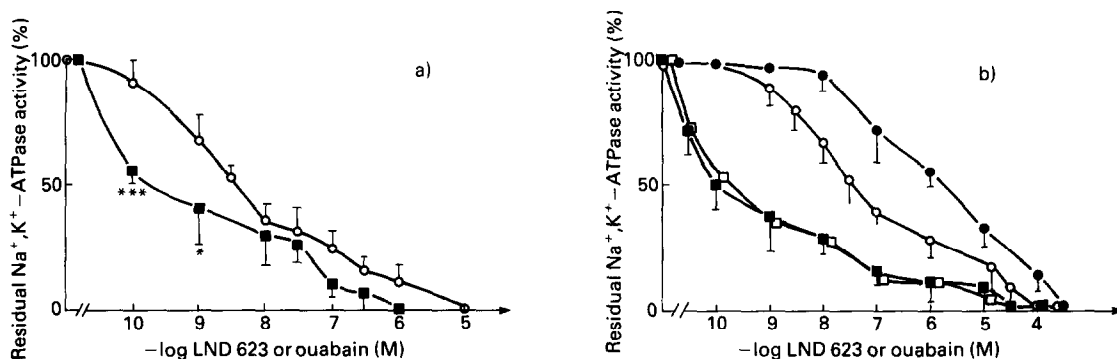 Residual Na⁺,K⁺–ATPase activity (%)
100
50
0
a)
***
*
10 9 8 7 6 5
−log LND 623 or ouabain (M)
Residual Na⁺,K⁺–ATPase activity (%)
100
50
0
b)
10 9 8 7 6 5 4
−log LND 623 or ouabain (M)